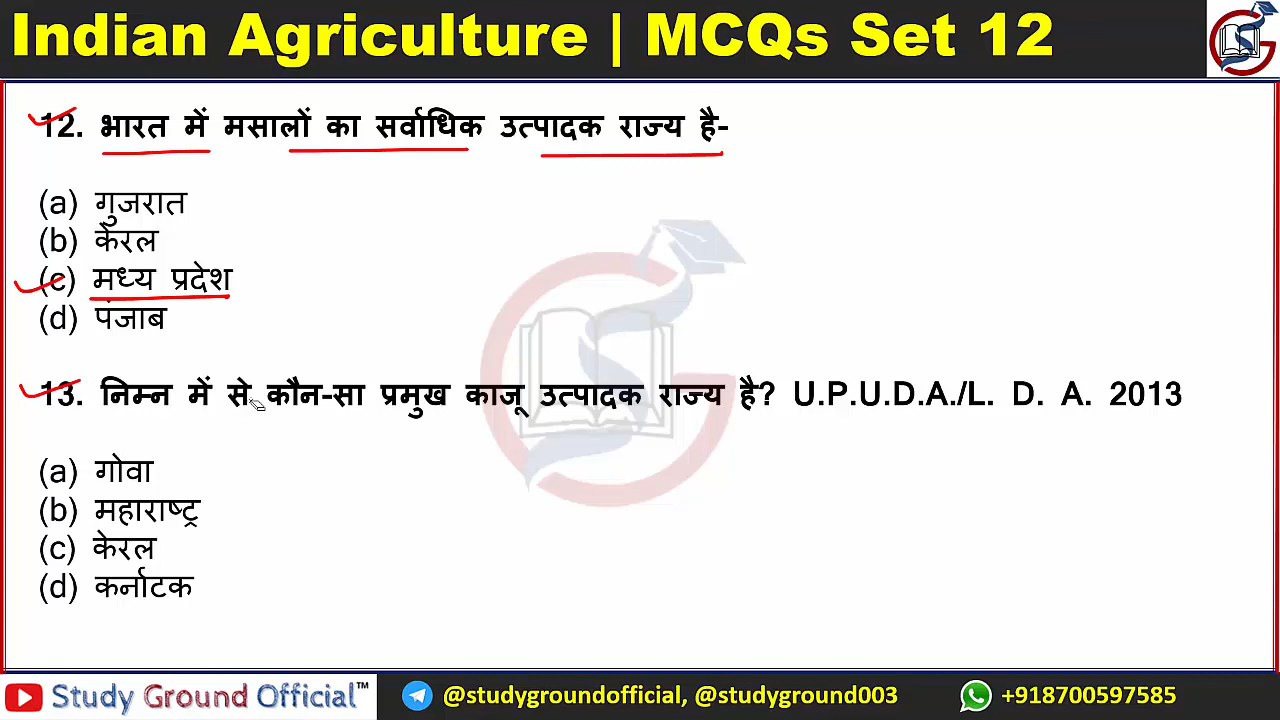 Indian Agriculture | MCQs Set 12
12. भारत में मसालों का सर्वाधिक उत्पादक राज्य है-
(a) गुजरात
(b) केरल
(c) मध्य प्रदेश
(d) पंजाब
13. निम्न में से कौन-सा प्रमुख काजू उत्पादक राज्य है? U.P.U.D.A./L. D. A. 2013
(a) गोवा
(b) महाराष्ट्र
(c) केरल
(d) कर्नाटक
Study Ground Official™ @studygroundofficial, @studyground003 +918700597585